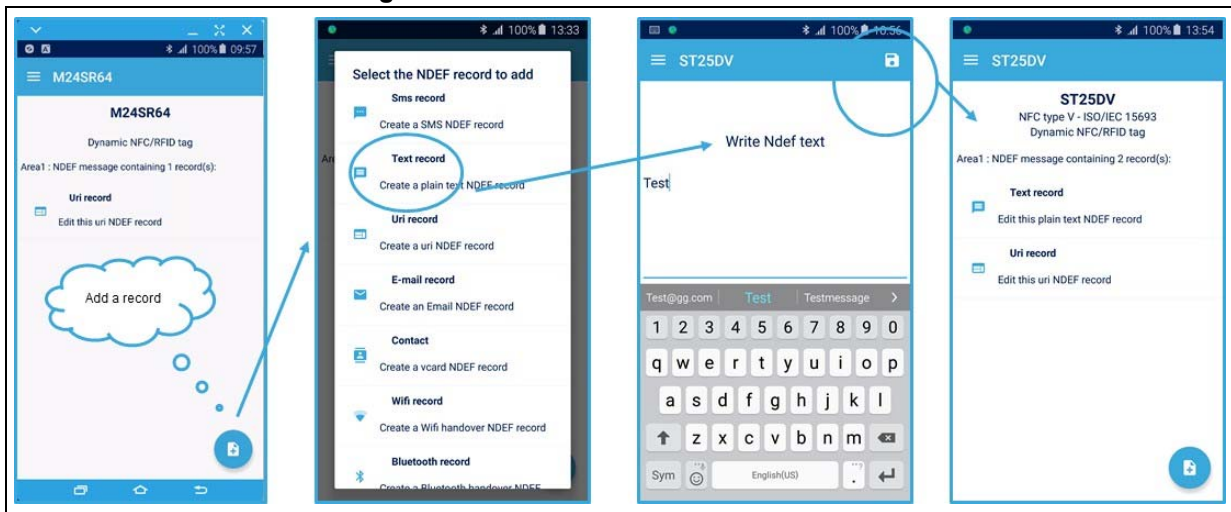 100% 09:57
M24SR64
M24SR64
Dynamic NFC/RFID tag
Area1 : NDEF message containing 1 record(s):
Uri record
Edit this uri NDEF record
Add a record
100% 13:33
Select the NDEF record to add
Sms record
Create a SMS NDEF record
Text record
Create a plain text NDEF record
Uri record
Create a uri NDEF record
E-mail record
Create an Email NDEF record
Contact
Create a vcard NDEF record
Wifi record
Create a Wifi handover NDEF record
Bluetooth record
Create a Bluetooth handover NDEF
100% 10:56
ST25DV
Write Ndef text
Test
Test@gg.com Test Testmessage
1 2 3 4 5 6 7 8 9 0
q w e r t y u i o p
a s d f g h j k l
z x c v b n m
Sym English(US) .
100% 13:54
ST25DV
ST25DV
NFC type V - ISO/IEC 15693
Dynamic NFC/RFID tag
Area1 : NDEF message containing 2 record(s):
Text record
Edit this plain text NDEF record
Uri record
Edit this uri NDEF record